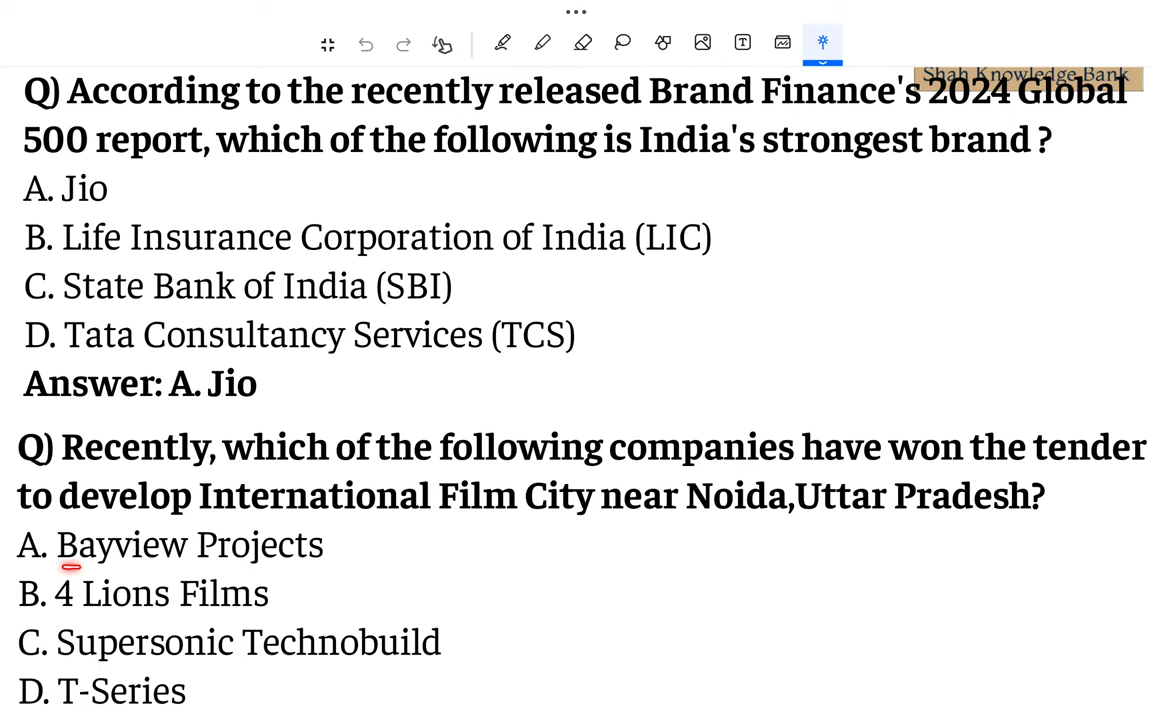 Shah Knowledge Bank
Q) According to the recently released Brand Finance's 2024 Global
500 report, which of the following is India's strongest brand ?
A. Jio
B. Life Insurance Corporation of India (LIC)
C. State Bank of India (SBI)
D. Tata Consultancy Services (TCS)
Answer: A. Jio
Q) Recently, which of the following companies have won the tender
to develop International Film City near Noida,Uttar Pradesh?
A. Bayview Projects
B. 4 Lions Films
C. Supersonic Technobuild
D. T-Series